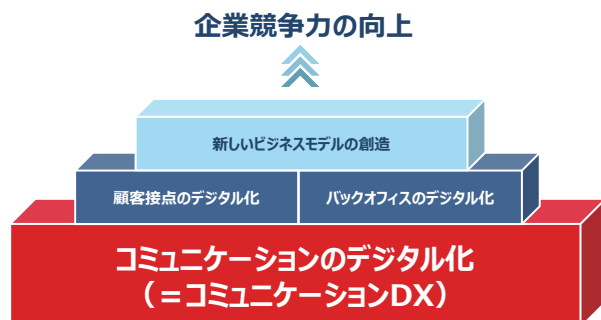 企業競争力の向上
新しいビジネスモデルの創造
顧客接点のデジタル化
バックオフィスのデジタル化
コミュニケーションのデジタル化
（＝コミュニケーションDX）